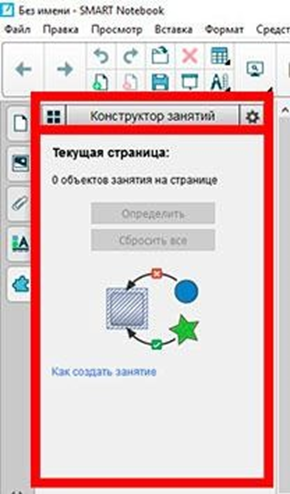 Без имени - SMART Notebook
Файл Правка Просмотр Вставка Формат Средст
Конструктор занятий
Текущая страница:
0 объектов занятия на странице
Определить
Сбросить все
Как создать занятие